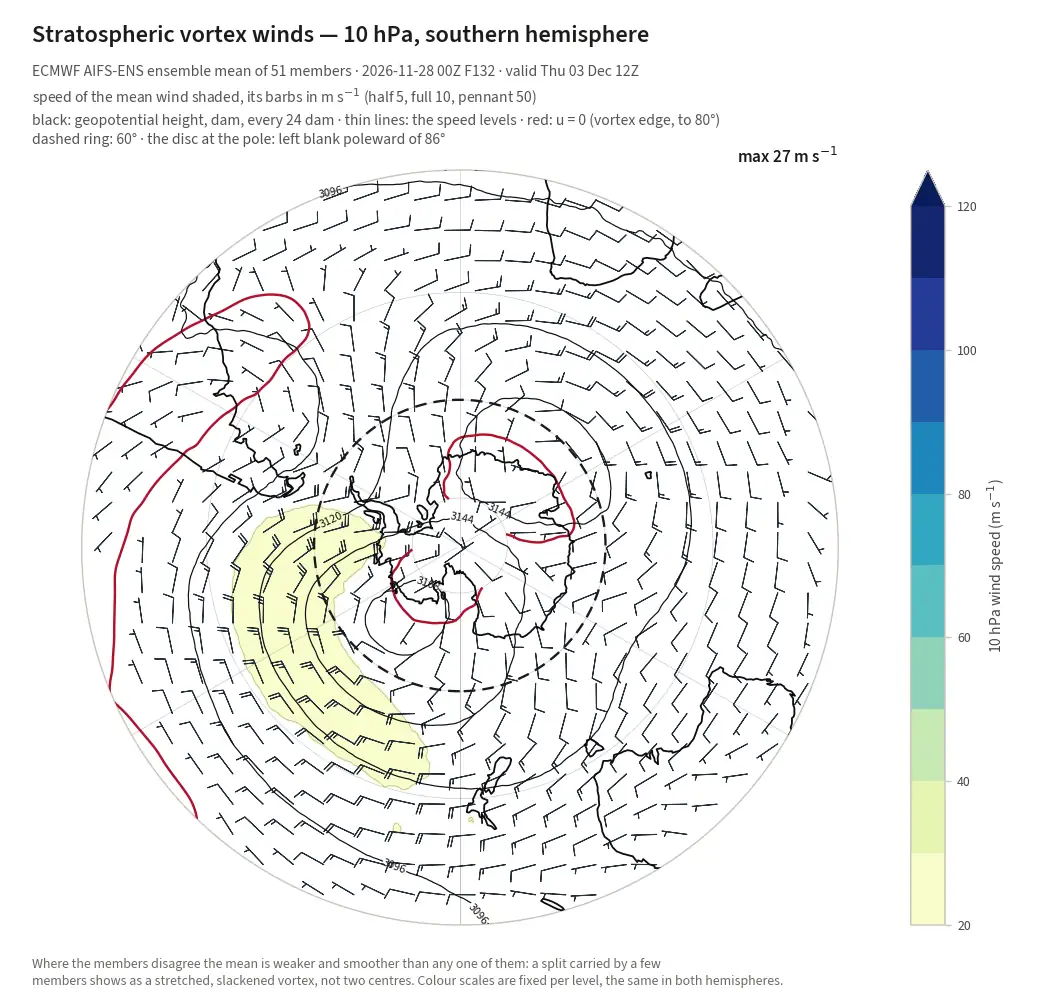 Stratospheric vortex winds — 10 hPa, southern hemisphere
ECMWF AIFS-ENS ensemble mean of 51 members · 2026-11-28 00Z F132 · valid Thu 03 Dec 12Z
speed of the mean wind shaded, its barbs in m s⁻¹ (half 5, full 10, pennant 50)
black: geopotential height, dam, every 24 dam · thin lines: the speed levels · red: u = 0 (vortex edge, to 80°)
dashed ring: 60° · the disc at the pole: left blank poleward of 86°
max 27 m s⁻¹
3096
120
100
80
60
40
20
10 hPa wind speed (m s⁻¹)
3144
3144
3120
3096
3096
Where the members disagree the mean is weaker and smoother than any one of them: a split carried by a few
members shows as a stretched, slackened vortex, not two centres. Colour scales are fixed per level, the same in both hemispheres.